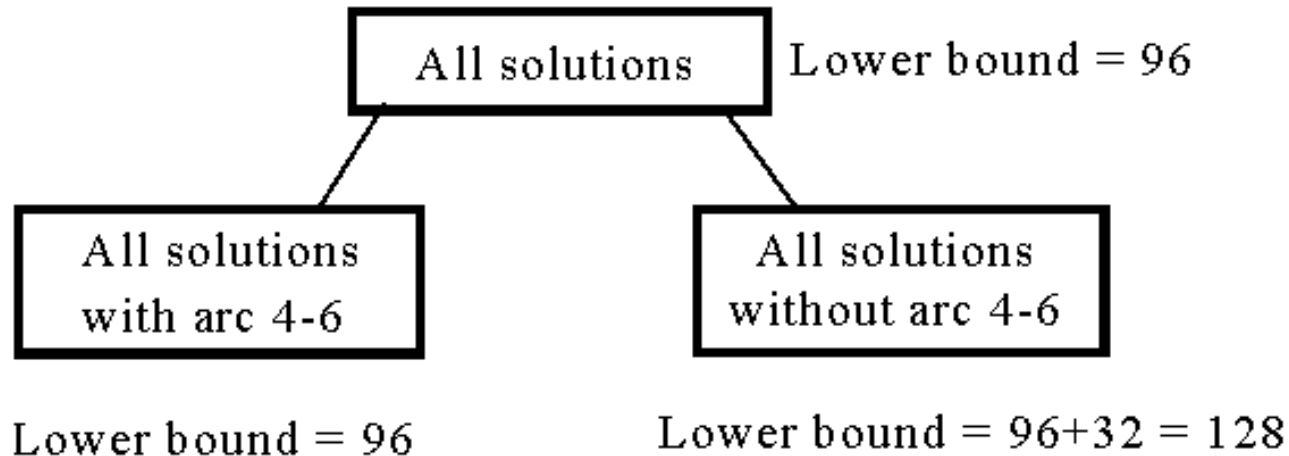 All solutions
Lower bound = 96
All solutions
with arc 4-6
All solutions
without arc 4-6
Lower bound = 96
Lower bound = 96+32 = 128